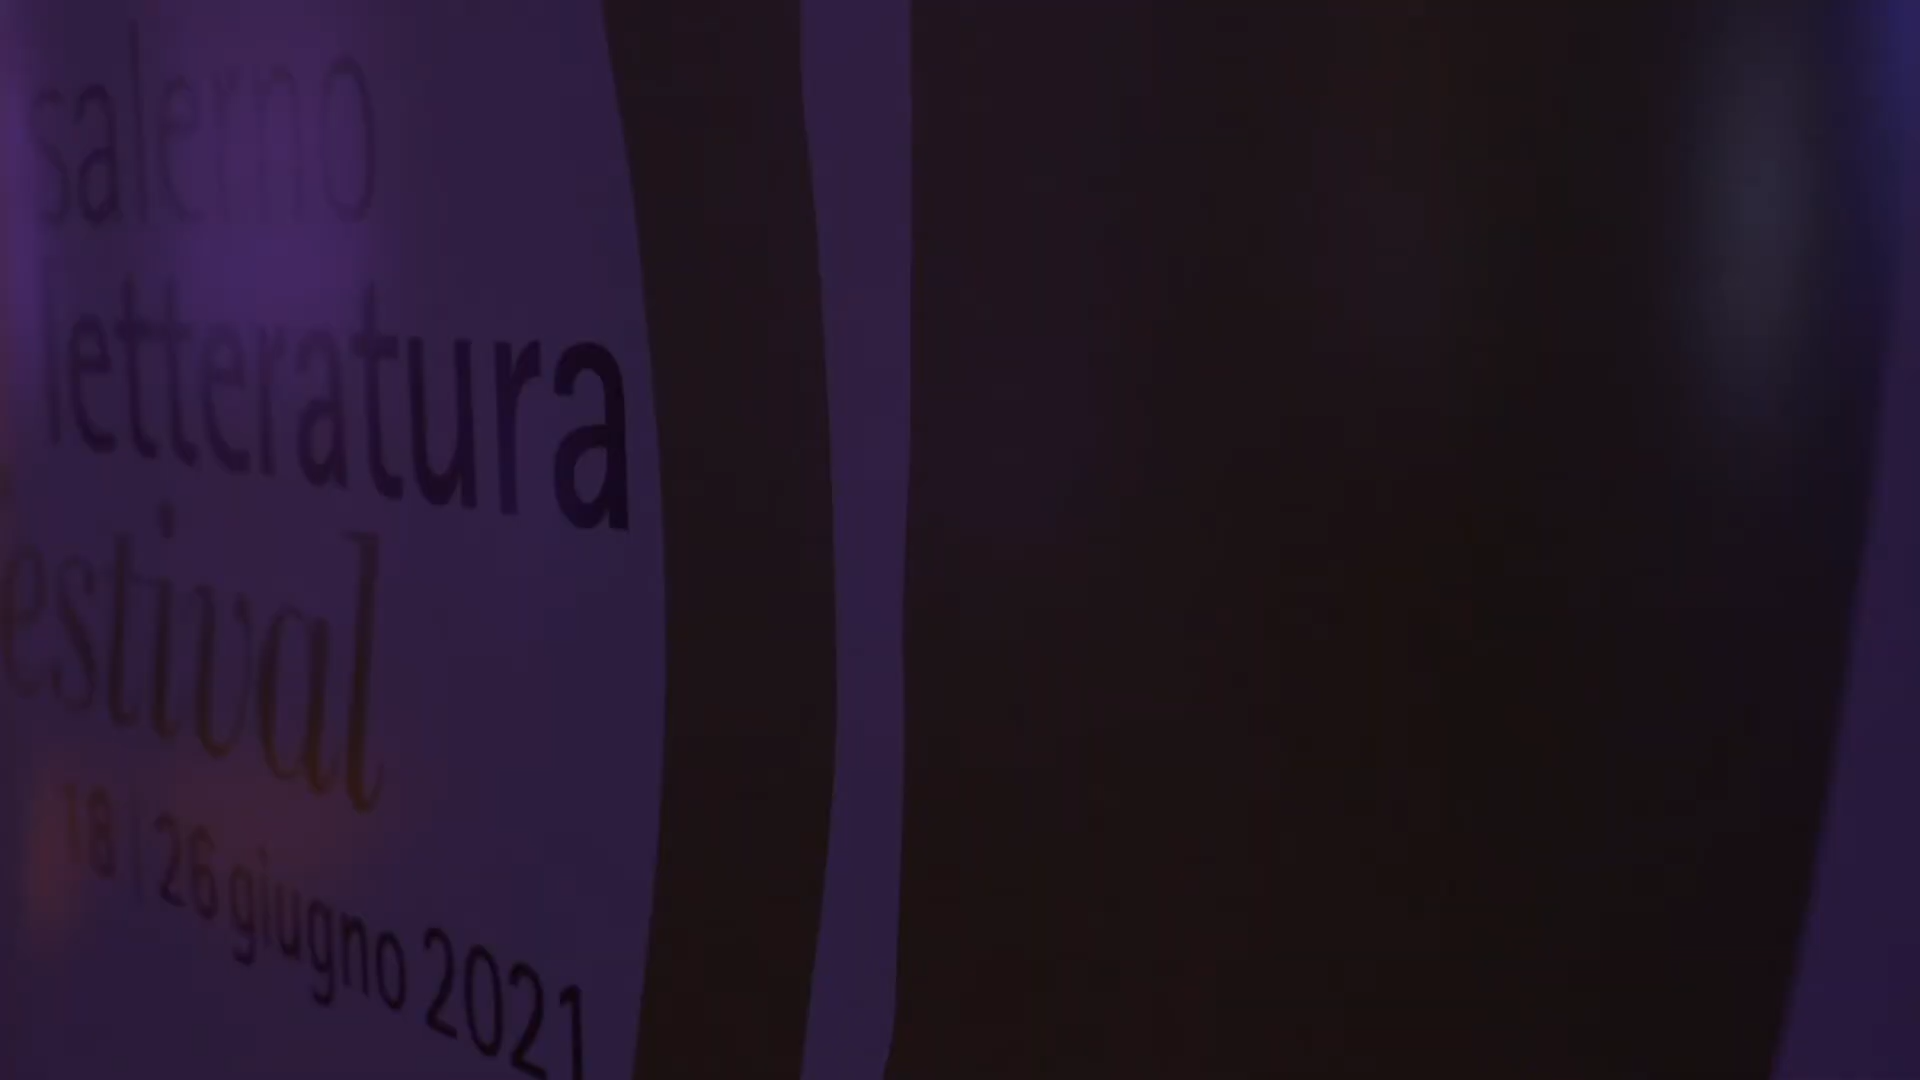 salerno
letteratura
estival
18 | 26 giugno 2021